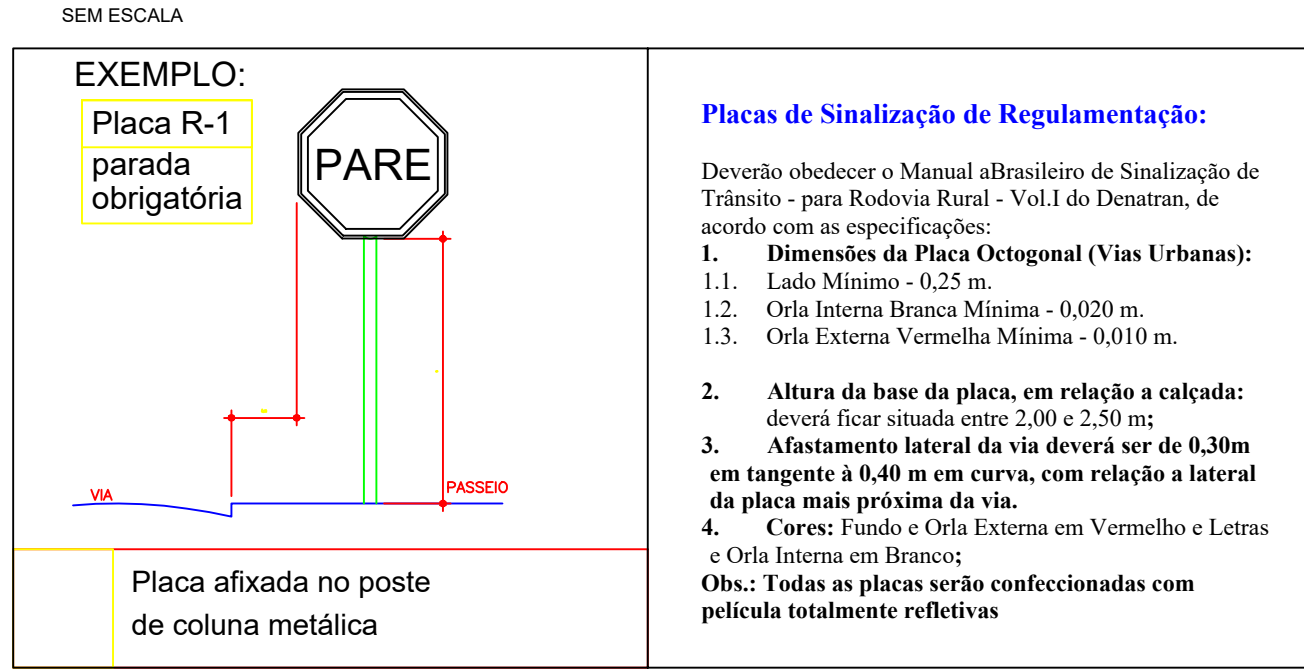 SEM ESCALA
EXEMPLO:
Placa R-1
parada
obrigatória
PARE
VIA
PASSEIO
Placa afixada no poste
de coluna metálica
Placas de Sinalização de Regulamentação:
Deverão obedecer o Manual aBrasileiro de Sinalização de
Trânsito - para Rodovia Rural - Vol.I do Denatran, de
acordo com as especificações:
1. Dimensões da Placa Octogonal (Vias Urbanas):
1.1. Lado Mínimo - 0,25 m.
1.2. Orla Interna Branca Mínima - 0,020 m.
1.3. Orla Externa Vermelha Mínima - 0,010 m.
2. Altura da base da placa, em relação a calçada:
deverá ficar situada entre 2,00 e 2,50 m;
3. Afastamento lateral da via deverá ser de 0,30m
em tangente à 0,40 m em curva, com relação a lateral
da placa mais próxima da via.
4. Cores: Fundo e Orla Externa em Vermelho e Letras
e Orla Interna em Branco;
Obs.: Todas as placas serão confeccionadas com
película totalmente refletivas